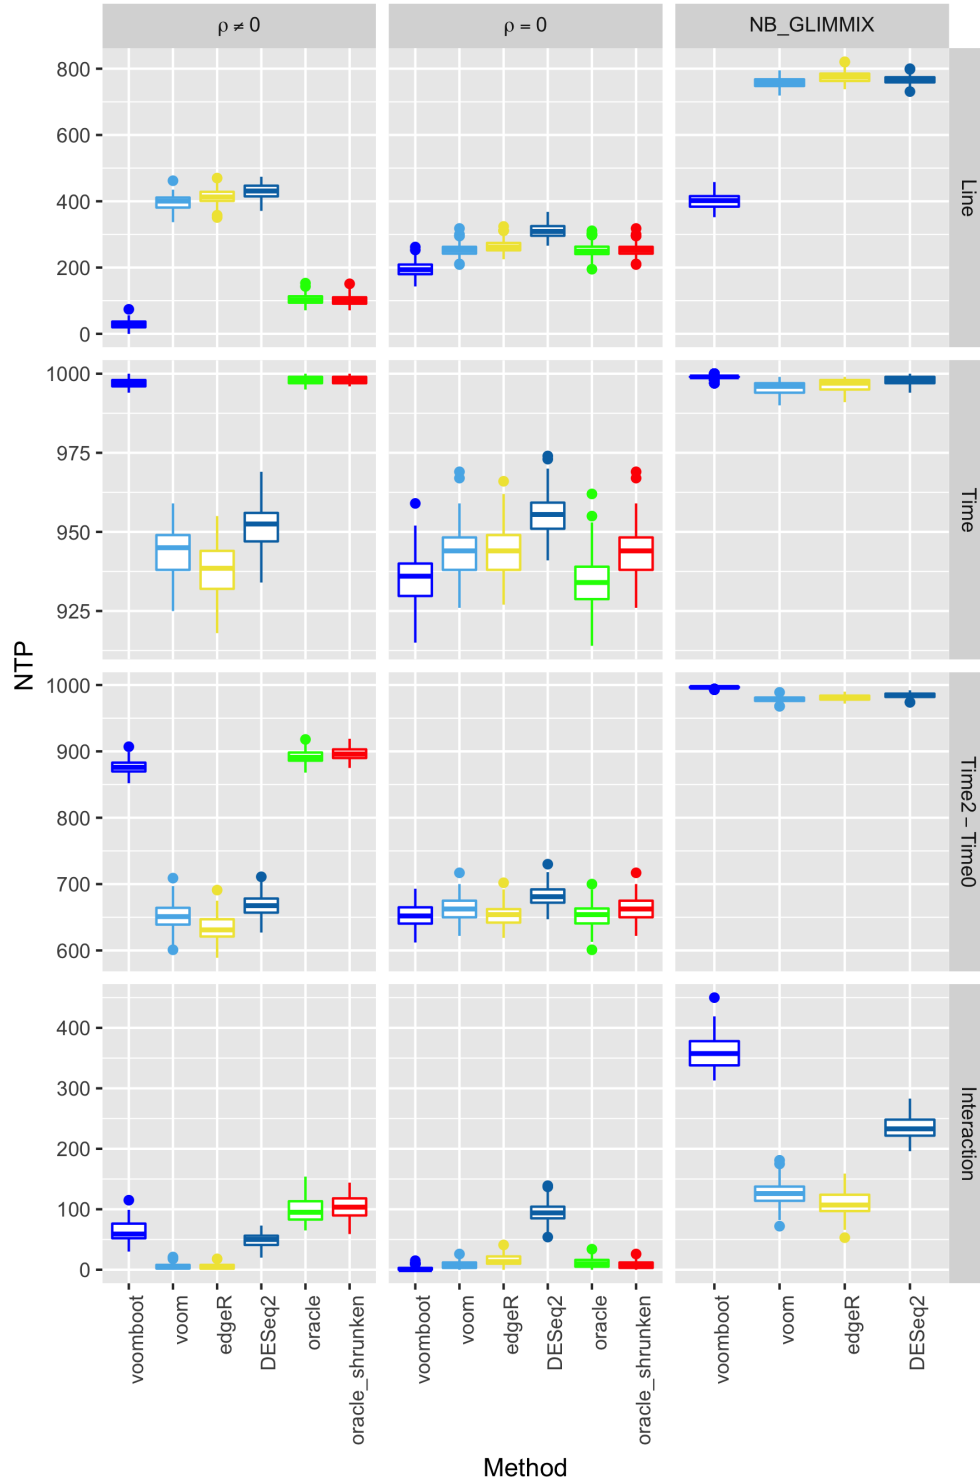 ρ ≠ 0
ρ = 0
NB_GLIMMIX
NTP
800
600
400
200
0
Line
1000
975
950
925
Time
1000
900
800
700
600
Time2 − Time0
400
300
200
100
0
Interaction
voomboot
voom
edgeR
DESeq2
oracle
oracle_shrunken
voomboot
voom
edgeR
DESeq2
oracle
oracle_shrunken
voomboot
voom
edgeR
DESeq2
Method